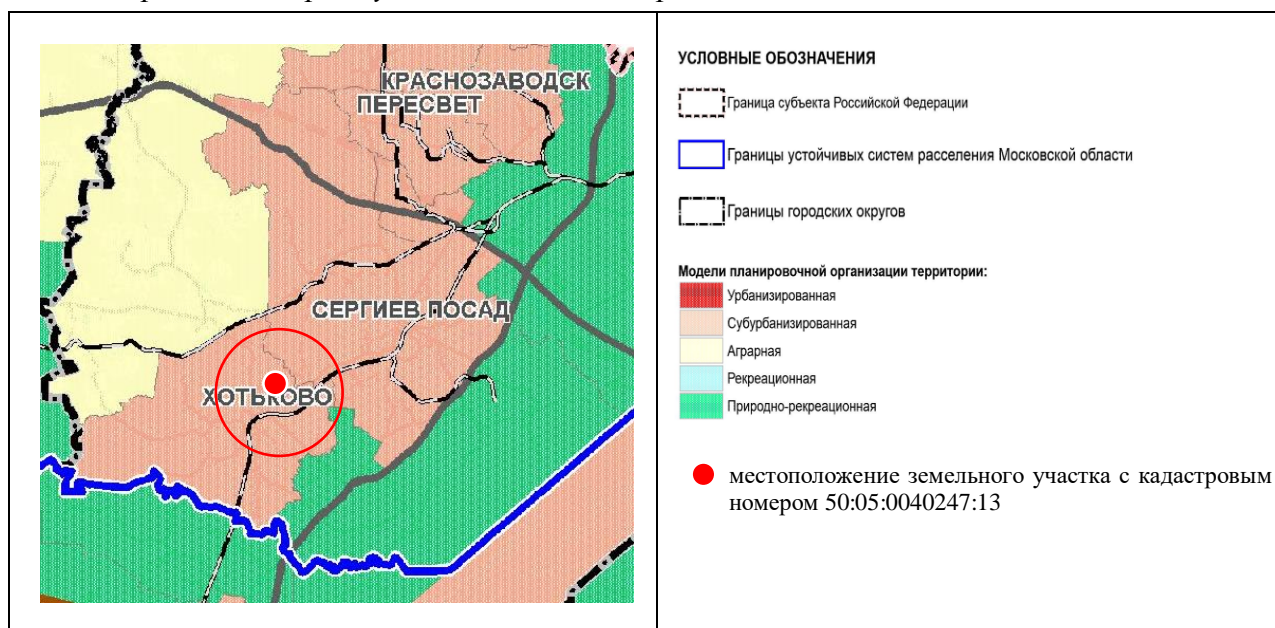 КРАСНОЗАВОДСК
ПЕРЕСВЕТ
СЕРГИЕВ ПОСАД
ХОТЬКОВО
УСЛОВНЫЕ ОБОЗНАЧЕНИЯ
Граница субъекта Российской Федерации
Границы устойчивых систем расселения Московской области
Границы городских округов
Модели планировочной организации территории:
Урбанизированная
Субурбанизированная
Аграрная
Рекреационная
Природно-рекреационная
местоположение земельного участка с кадастровым
номером 50:05:0040247:13